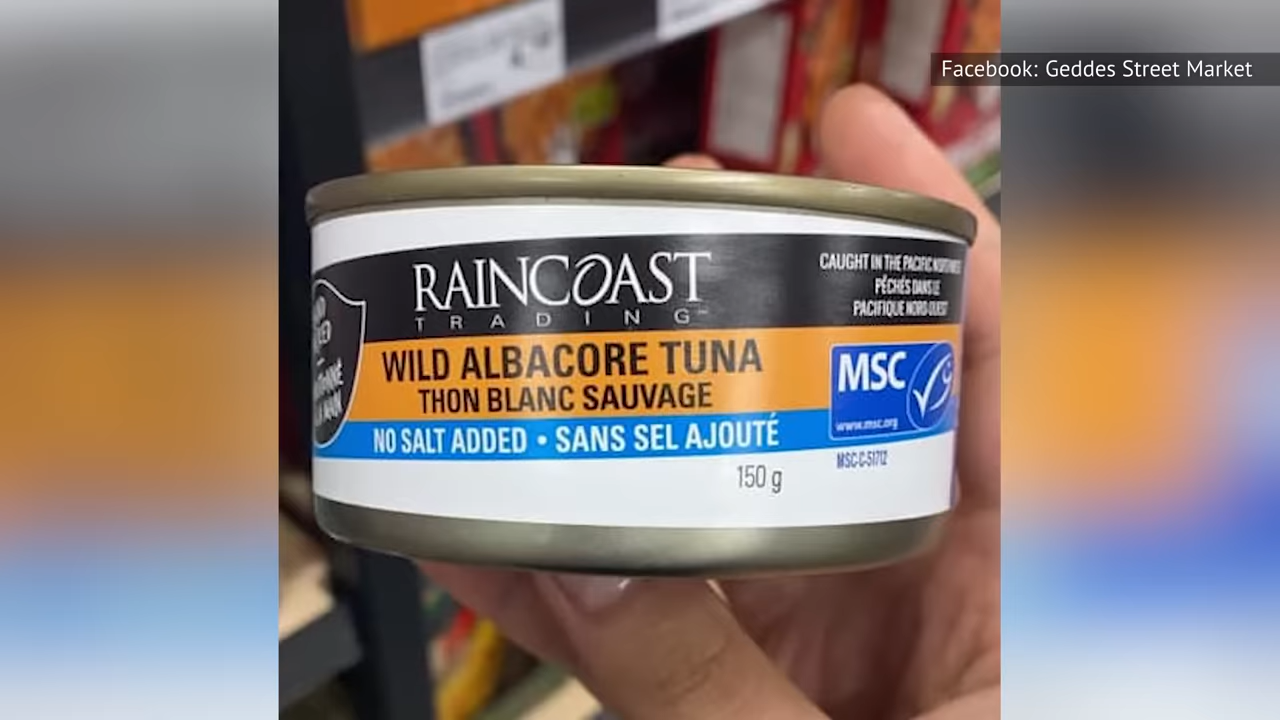 Facebook: Geddes Street Market
RAINCOAST
TRADING™
CAUGHT IN THE PACIFIC NORTHWEST
PÊCHÉS DANS LE
PACIFIQUE NORD-OUEST
WILD ALBACORE TUNA
THON BLANC SAUVAGE
NO SALT ADDED • SANS SEL AJOUTÉ
MSC
www.msc.org
MSC-C-51712
150 g